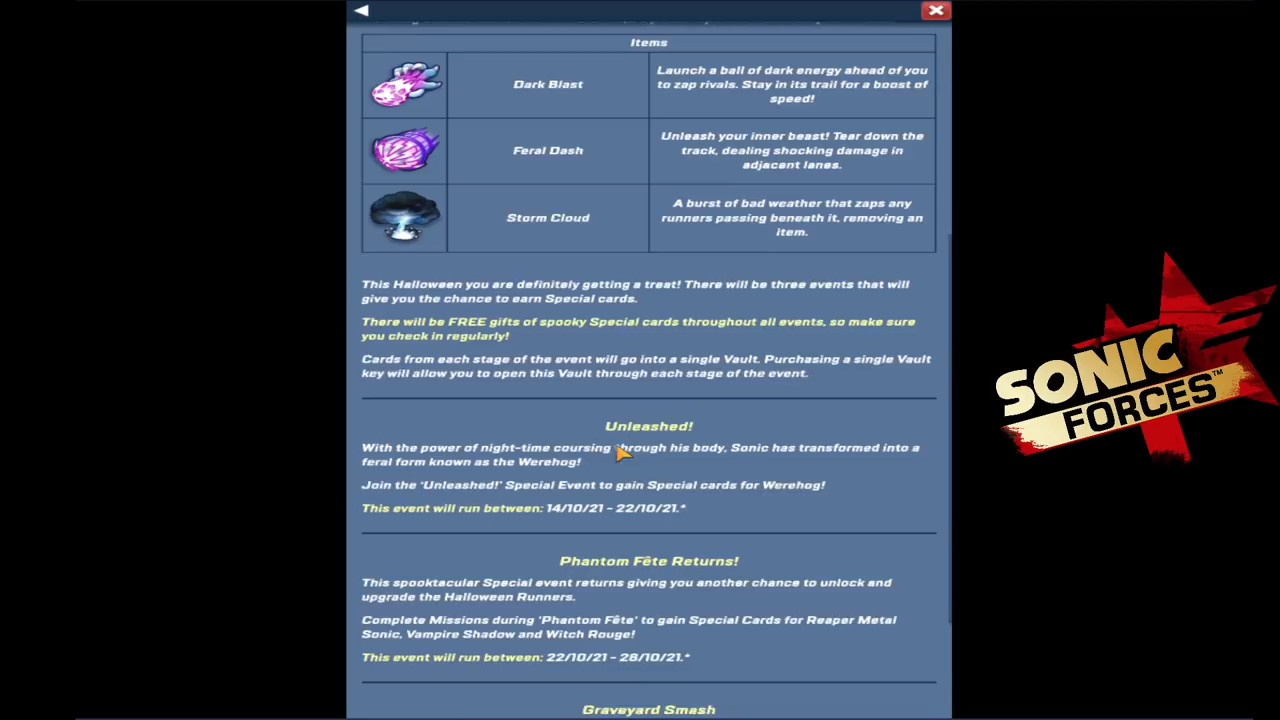 Items
Dark Blast
Launch a ball of dark energy ahead of you
to zap rivals. Stay in its trail for a boost of
speed!
Feral Dash
Unleash your inner beast! Tear down the
track, dealing shocking damage in
adjacent lanes.
Storm Cloud
A burst of bad weather that zaps any
runners passing beneath it, removing an
item.
This Halloween you are definitely getting a treat! There will be three events that will
give you the chance to earn Special cards.
There will be FREE gifts of spooky Special cards throughout all events, so make sure
you check in regularly!
Cards from each stage of the event will go into a single Vault. Purchasing a single Vault
key will allow you to open this Vault through each stage of the event.
Unleashed!
With the power of night-time coursing through his body, Sonic has transformed into a
feral form known as the Werehog!
Join the 'Unleashed!' Special Event to gain Special cards for Werehog!
This event will run between: 14/10/21 - 22/10/21.*
Phantom Fête Returns!
This spooktacular Special event returns giving you another chance to unlock and
upgrade the Halloween Runners.
Complete Missions during 'Phantom Fête' to gain Special Cards for Reaper Metal
Sonic, Vampire Shadow and Witch Rouge!
This event will run between: 22/10/21 - 28/10/21.*
Graveyard Smash
SONIC
FORCES™